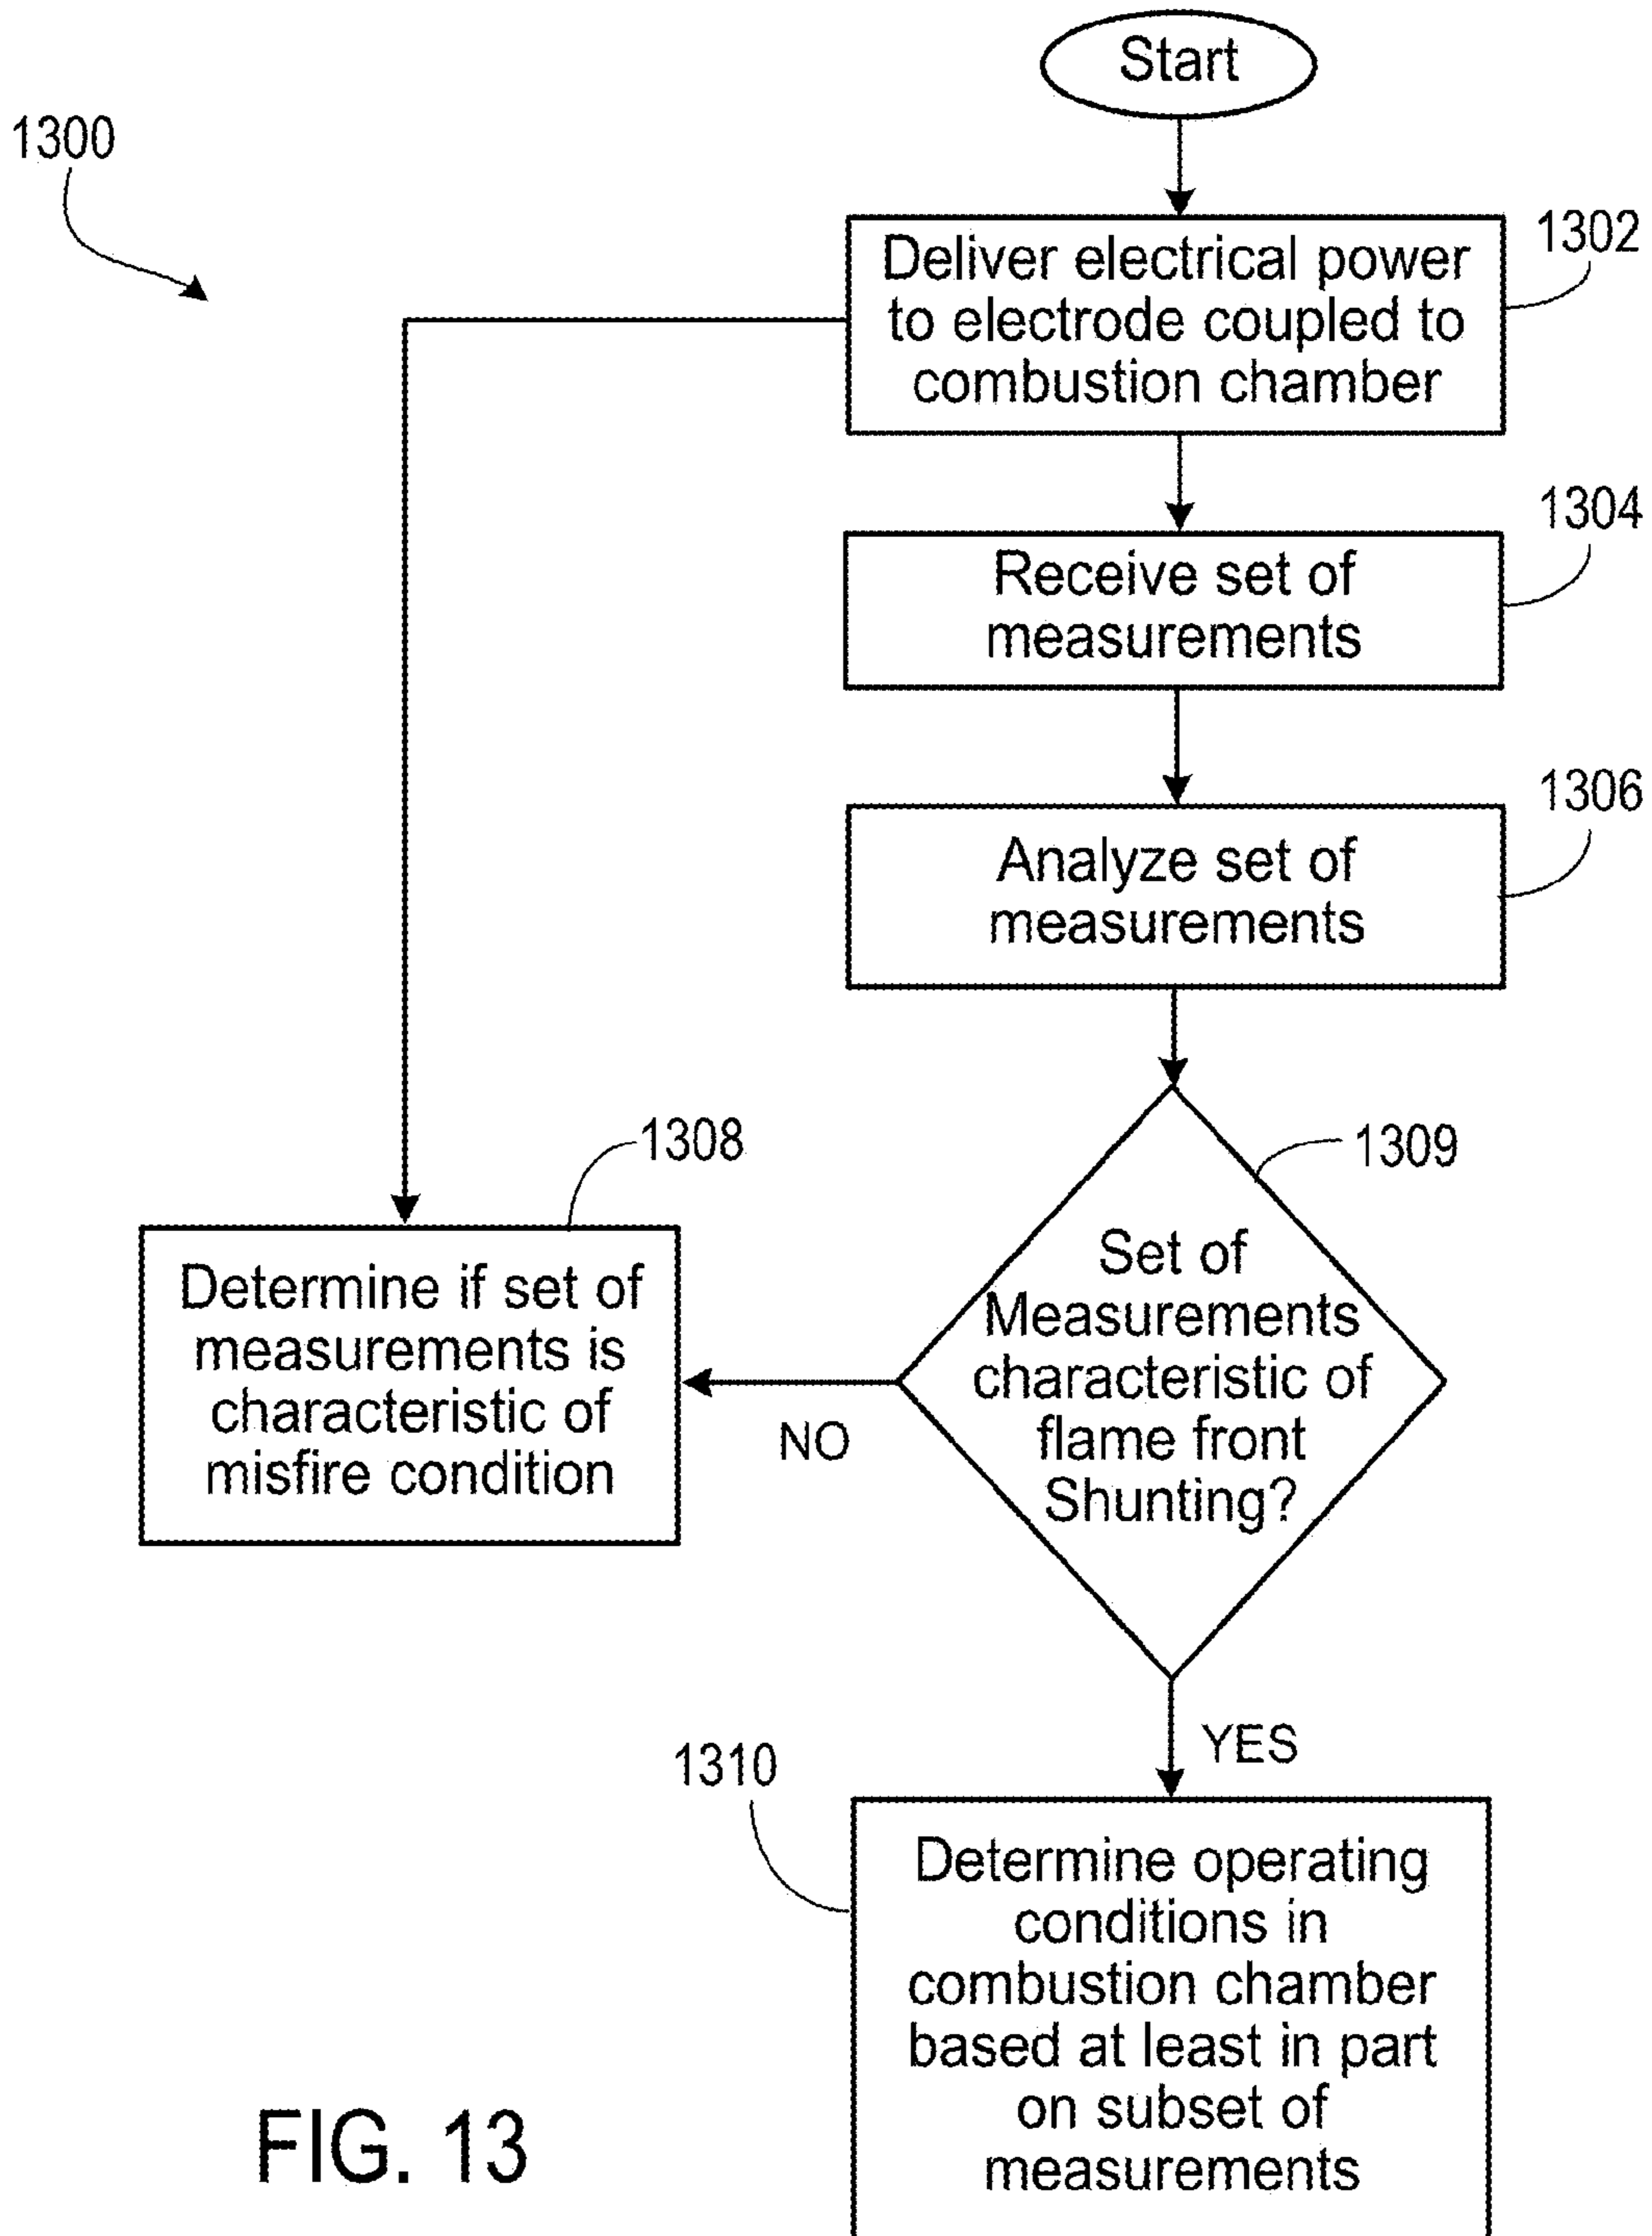 Start
1300
1302
Deliver electrical power
to electrode coupled to
combustion chamber
1304
Receive set of
measurements
1306
Analyze set of
measurements
1308
Determine if set of
measurements is
characteristic of
misfire condition
1309
Set of
Measurements
characteristic of
flame front
Shunting?
NO
YES
1310
Determine operating
conditions in
combustion chamber
based at least in part
on subset of
measurements
FIG. 13